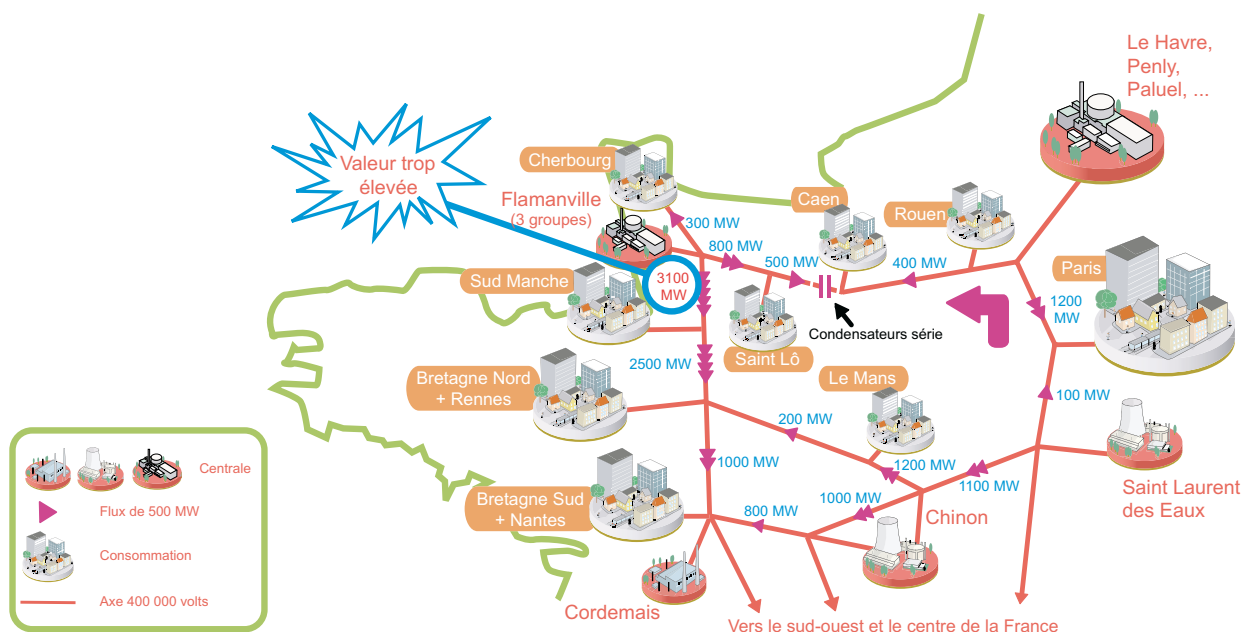 Le Havre,
Penly,
Paluel, ...
Valeur trop
élevée
Cherbourg
Flamanville
(3 groupes)
300 MW
800 MW
Caen
Rouen
500 MW
400 MW
Paris
1200
MW
Sud Manche
3100
MW
Condensateurs série
Saint Lô
2500 MW
Le Mans
Bretagne Nord
+ Rennes
200 MW
100 MW
1000 MW
1200 MW
1100 MW
Bretagne Sud
+ Nantes
1000 MW
800 MW
Chinon
Saint Laurent
des Eaux
Cordemais
Vers le sud-ouest et le centre de la France
Centrale
Flux de 500 MW
Consommation
Axe 400 000 volts